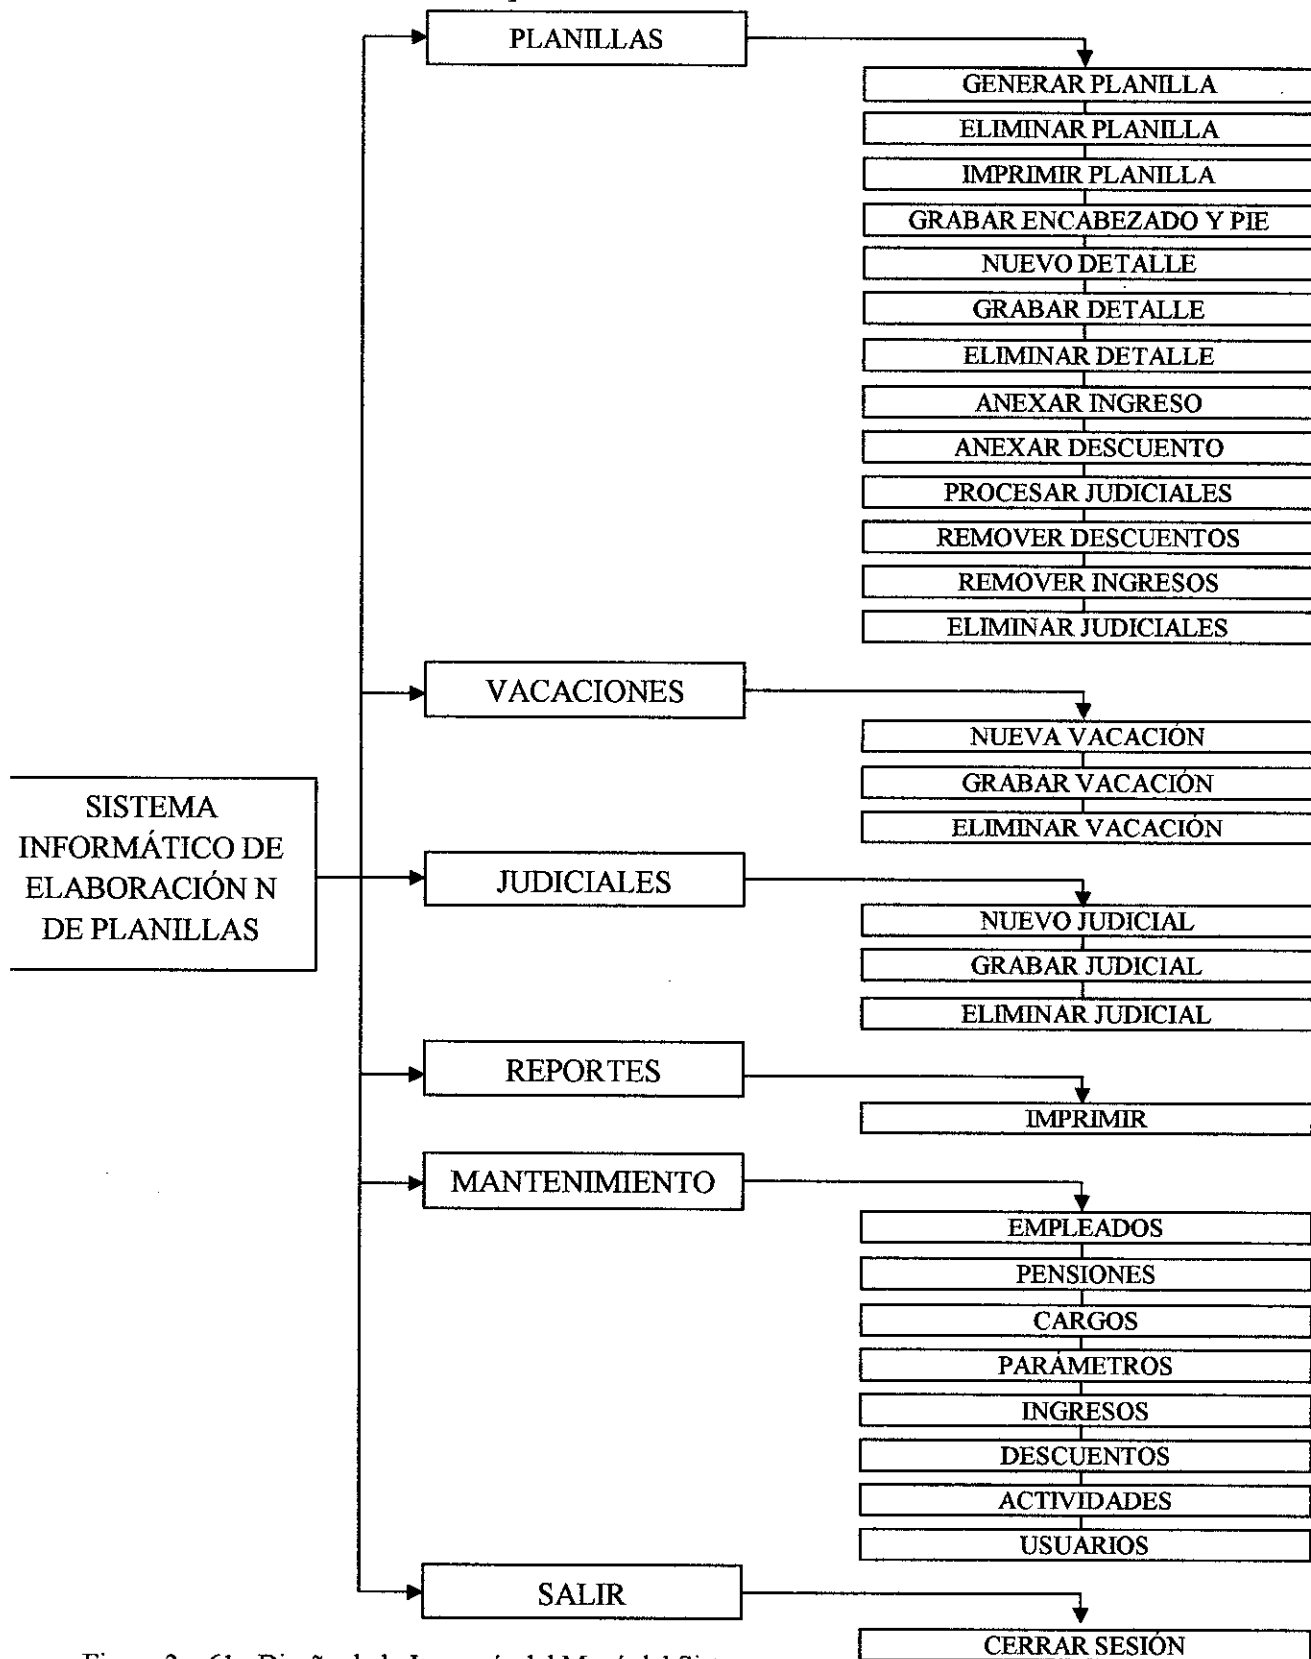 PLANILLAS
GENERAR PLANILLA
ELIMINAR PLANILLA
IMPRIMIR PLANILLA
GRABAR ENCABEZADO Y PIE
NUEVO DETALLE
GRABAR DETALLE
ELIMINAR DETALLE
ANEXAR INGRESO
ANEXAR DESCUENTO
PROCESAR JUDICIALES
REMOVER DESCUENTOS
REMOVER INGRESOS
ELIMINAR JUDICIALES
VACACIONES
NUEVA VACACIÓN
GRABAR VACACIÓN
ELIMINAR VACACIÓN
SISTEMA
INFORMÁTICO DE
ELABORACIÓN N
DE PLANILLAS
JUDICIALES
NUEVO JUDICIAL
GRABAR JUDICIAL
ELIMINAR JUDICIAL
REPORTES
IMPRIMIR
MANTENIMIENTO
EMPLEADOS
PENSIONES
CARGOS
PARÁMETROS
INGRESOS
DESCUENTOS
ACTIVIDADES
USUARIOS
SALIR
CERRAR SESIÓN